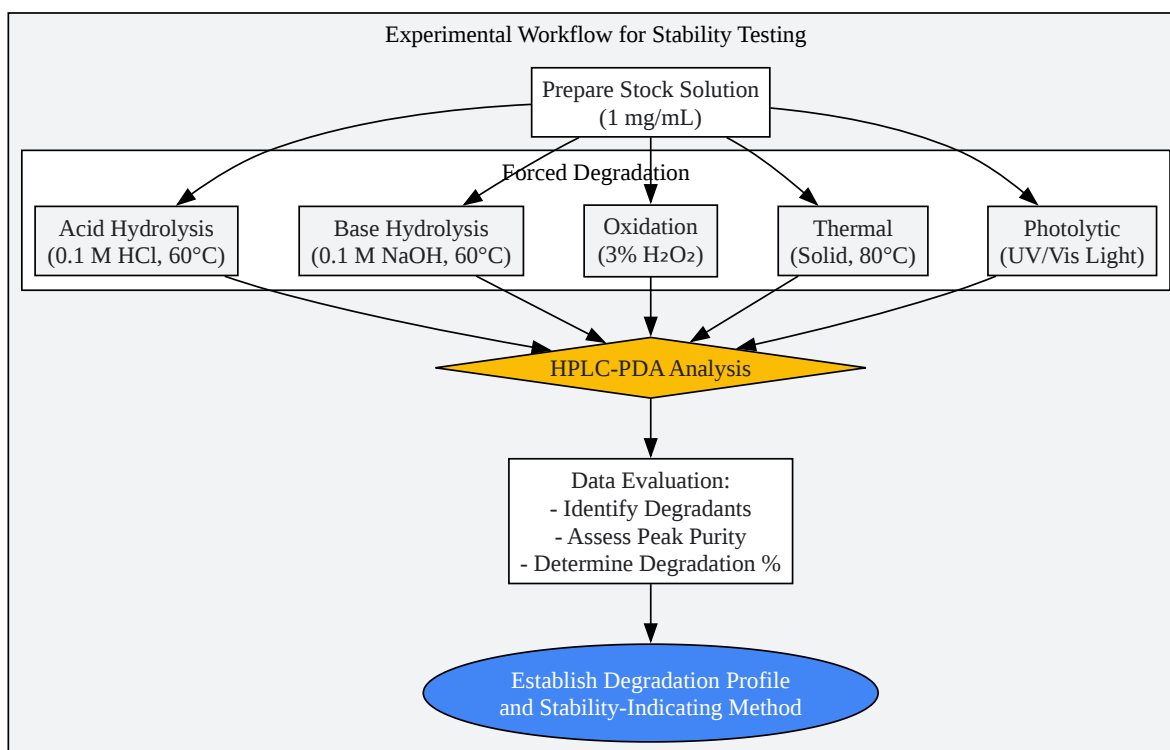 Experimental Workflow for Stability Testing
Prepare Stock Solution
(1 mg/mL)
Forced Degradation
Acid Hydrolysis
(0.1 M HCl, 60°C)
Base Hydrolysis
(0.1 M NaOH, 60°C)
Oxidation
(3% H₂O₂)
Thermal
(Solid, 80°C)
Photolytic
(UV/Vis Light)
HPLC-PDA Analysis
Data Evaluation:
- Identify Degradants
- Assess Peak Purity
- Determine Degradation %
Establish Degradation Profile
and Stability-Indicating Method